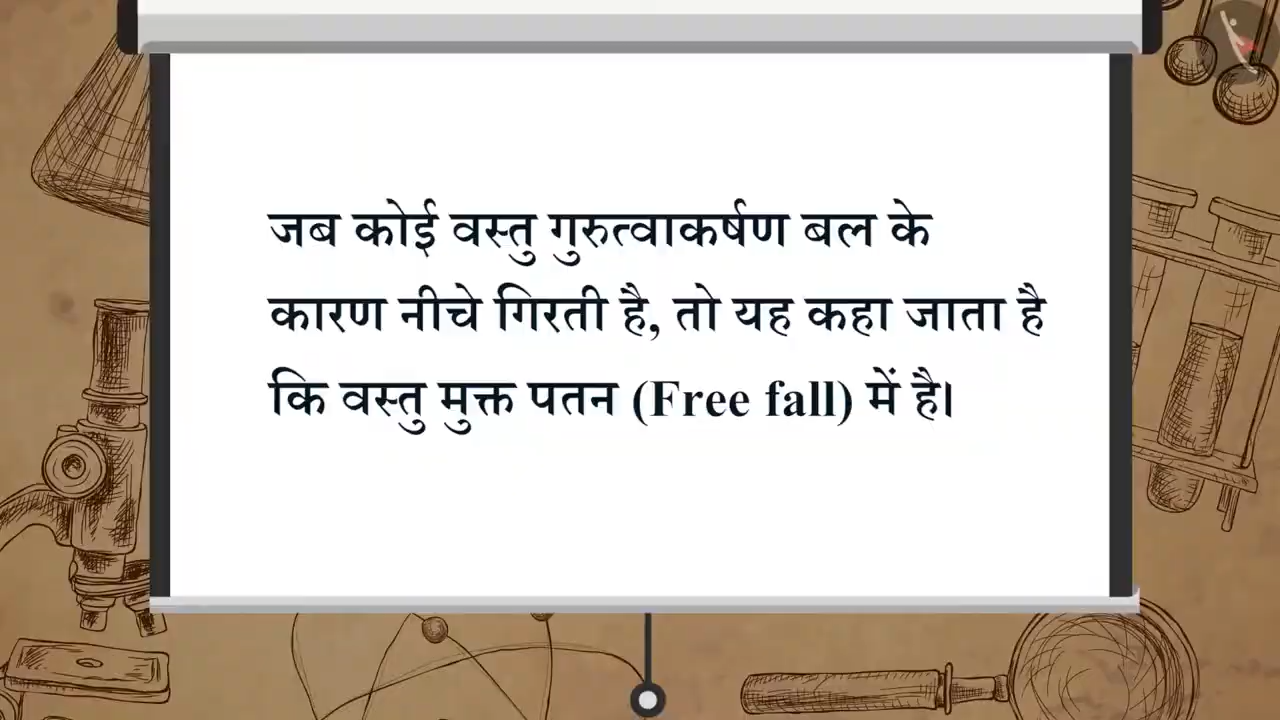 जब कोई वस्तु गुरुत्वाकर्षण बल के
कारण नीचे गिरती है, तो यह कहा जाता है
कि वस्तु मुक्त पतन (Free fall) में है।